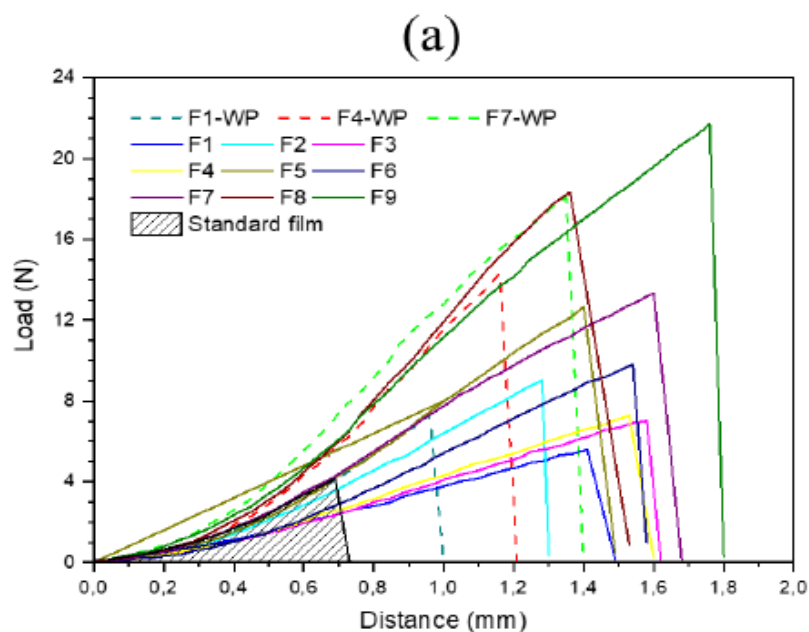 (a)
24
20
16
12
8
4
0
Load (N)
F1-WP F4-WP F7-WP
F1 F2 F3
F4 F5 F6
F7 F8 F9
Standard film
0,0 0,2 0,4 0,6 0,8 1,0 1,2 1,4 1,6 1,8 2,0
Distance (mm)